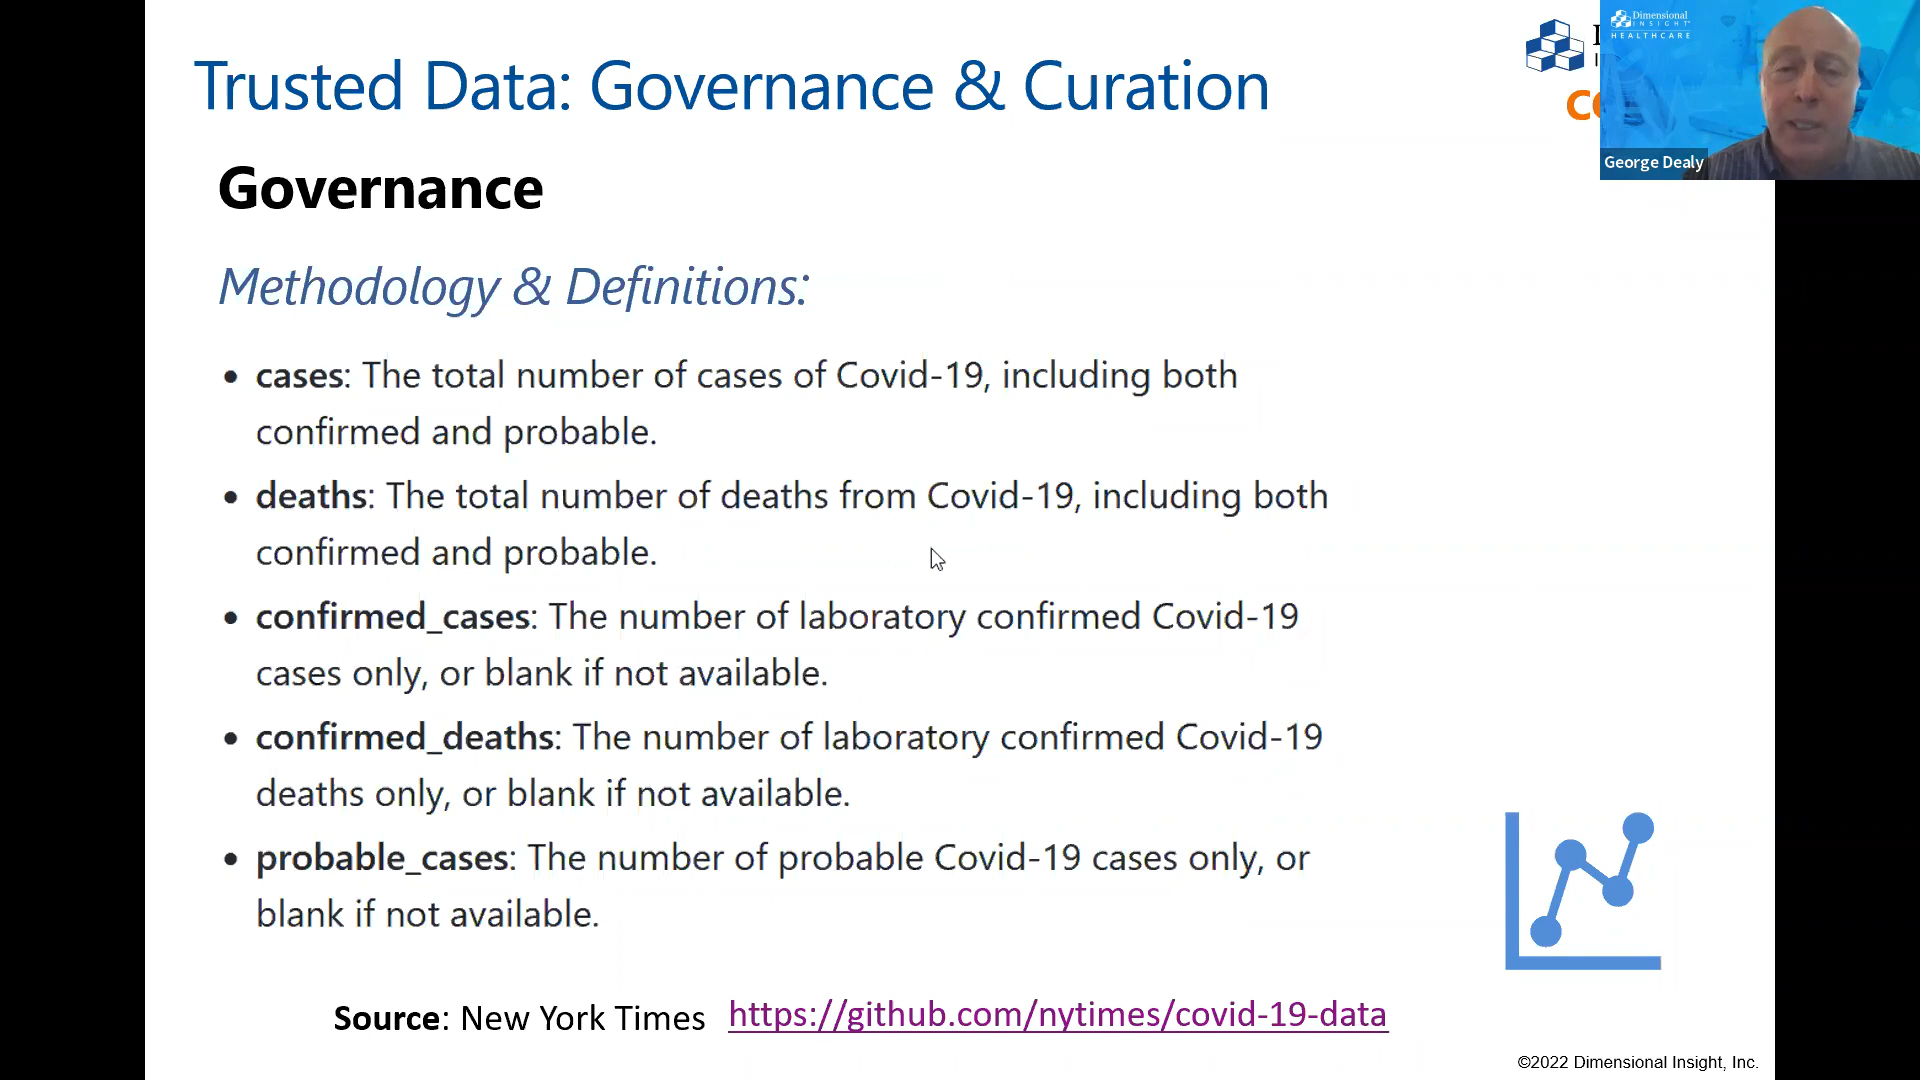 Trusted Data: Governance & Curation
Dimensional
INSIGHT
HEALTHCARE
George Dealy
Governance
Methodology & Definitions:
• cases: The total number of cases of Covid-19, including both
confirmed and probable.
• deaths: The total number of deaths from Covid-19, including both
confirmed and probable.
• confirmed_cases: The number of laboratory confirmed Covid-19
cases only, or blank if not available.
• confirmed_deaths: The number of laboratory confirmed Covid-19
deaths only, or blank if not available.
• probable_cases: The number of probable Covid-19 cases only, or
blank if not available.
Source: New York Times https://github.com/nytimes/covid-19-data
©2022 Dimensional Insight, Inc.